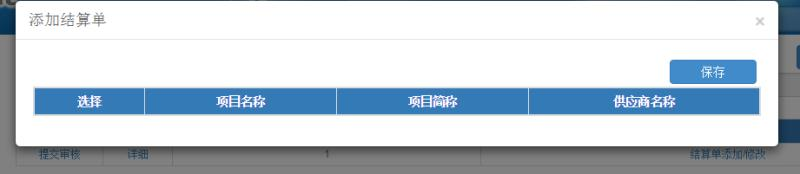 添加结算单 ×
保存
选择 项目名称 项目简称 供应商名称
提交审核 详细 1 结算单添加/修改